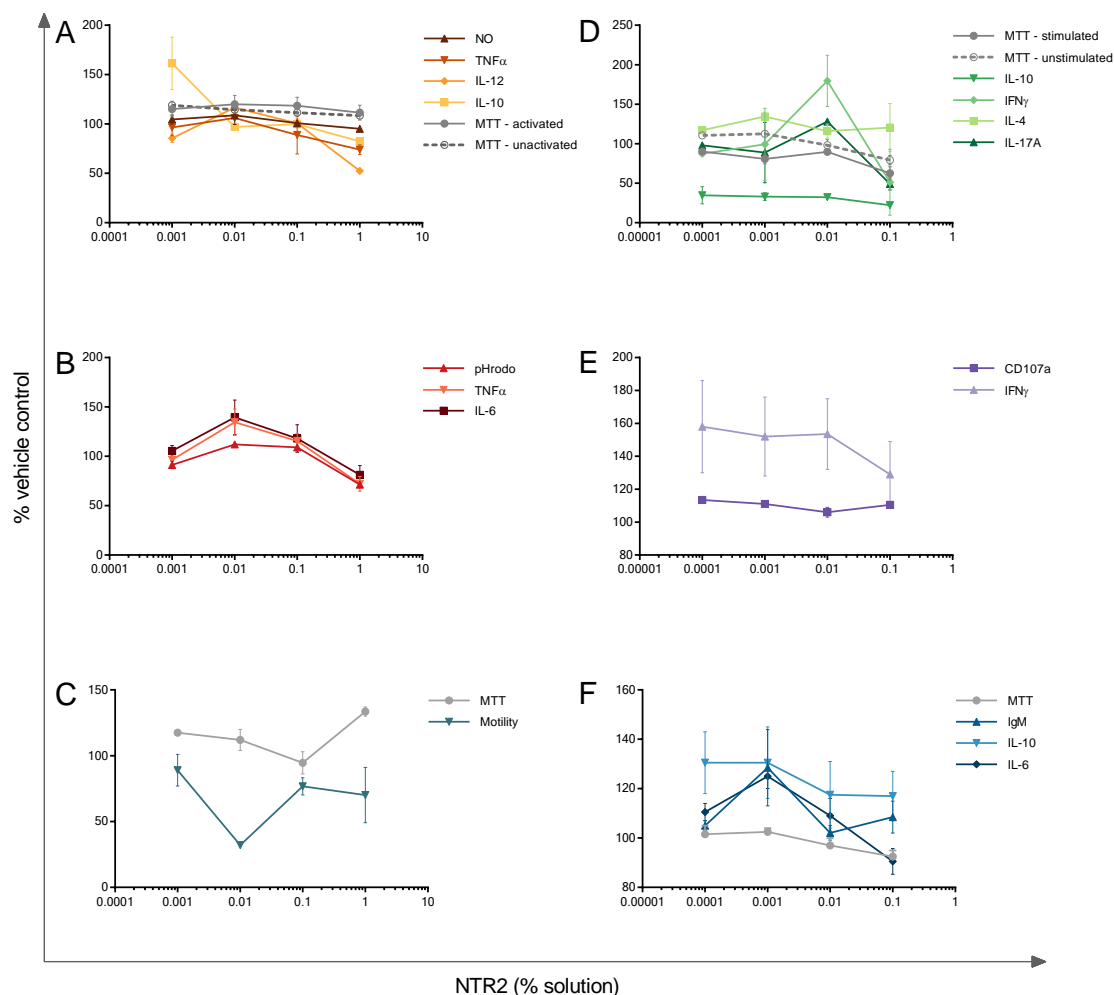 % vehicle control
NTR2 (% solution)
A
200
150
100
50
0
0.0001 0.001 0.01 0.1 1 10
NO
TNFα
IL-12
IL-10
MTT - activated
MTT - unactivated
B
200
150
100
50
0
0.0001 0.001 0.01 0.1 1 10
pHrodo
TNFα
IL-6
C
150
100
50
0
0.0001 0.001 0.01 0.1 1 10
MTT
Motility
D
250
200
150
100
50
0
0.00001 0.0001 0.001 0.01 0.1 1
MTT - stimulated
MTT - unstimulated
IL-10
IFNγ
IL-4
IL-17A
E
200
180
160
140
120
100
80
0.00001 0.0001 0.001 0.01 0.1 1
CD107a
IFNγ
F
160
140
120
100
80
0.00001 0.0001 0.001 0.01 0.1 1
MTT
IgM
IL-10
IL-6